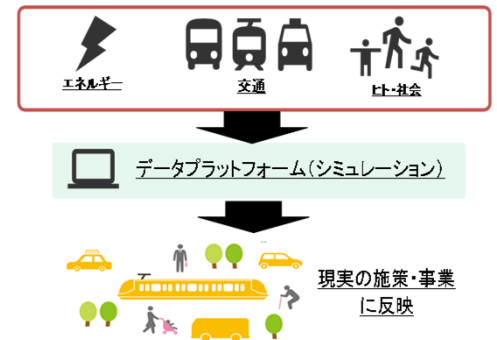 エネルギー
交通
ヒト・社会
データプラットフォーム(シミュレーション)
現実の施策・事業
に反映